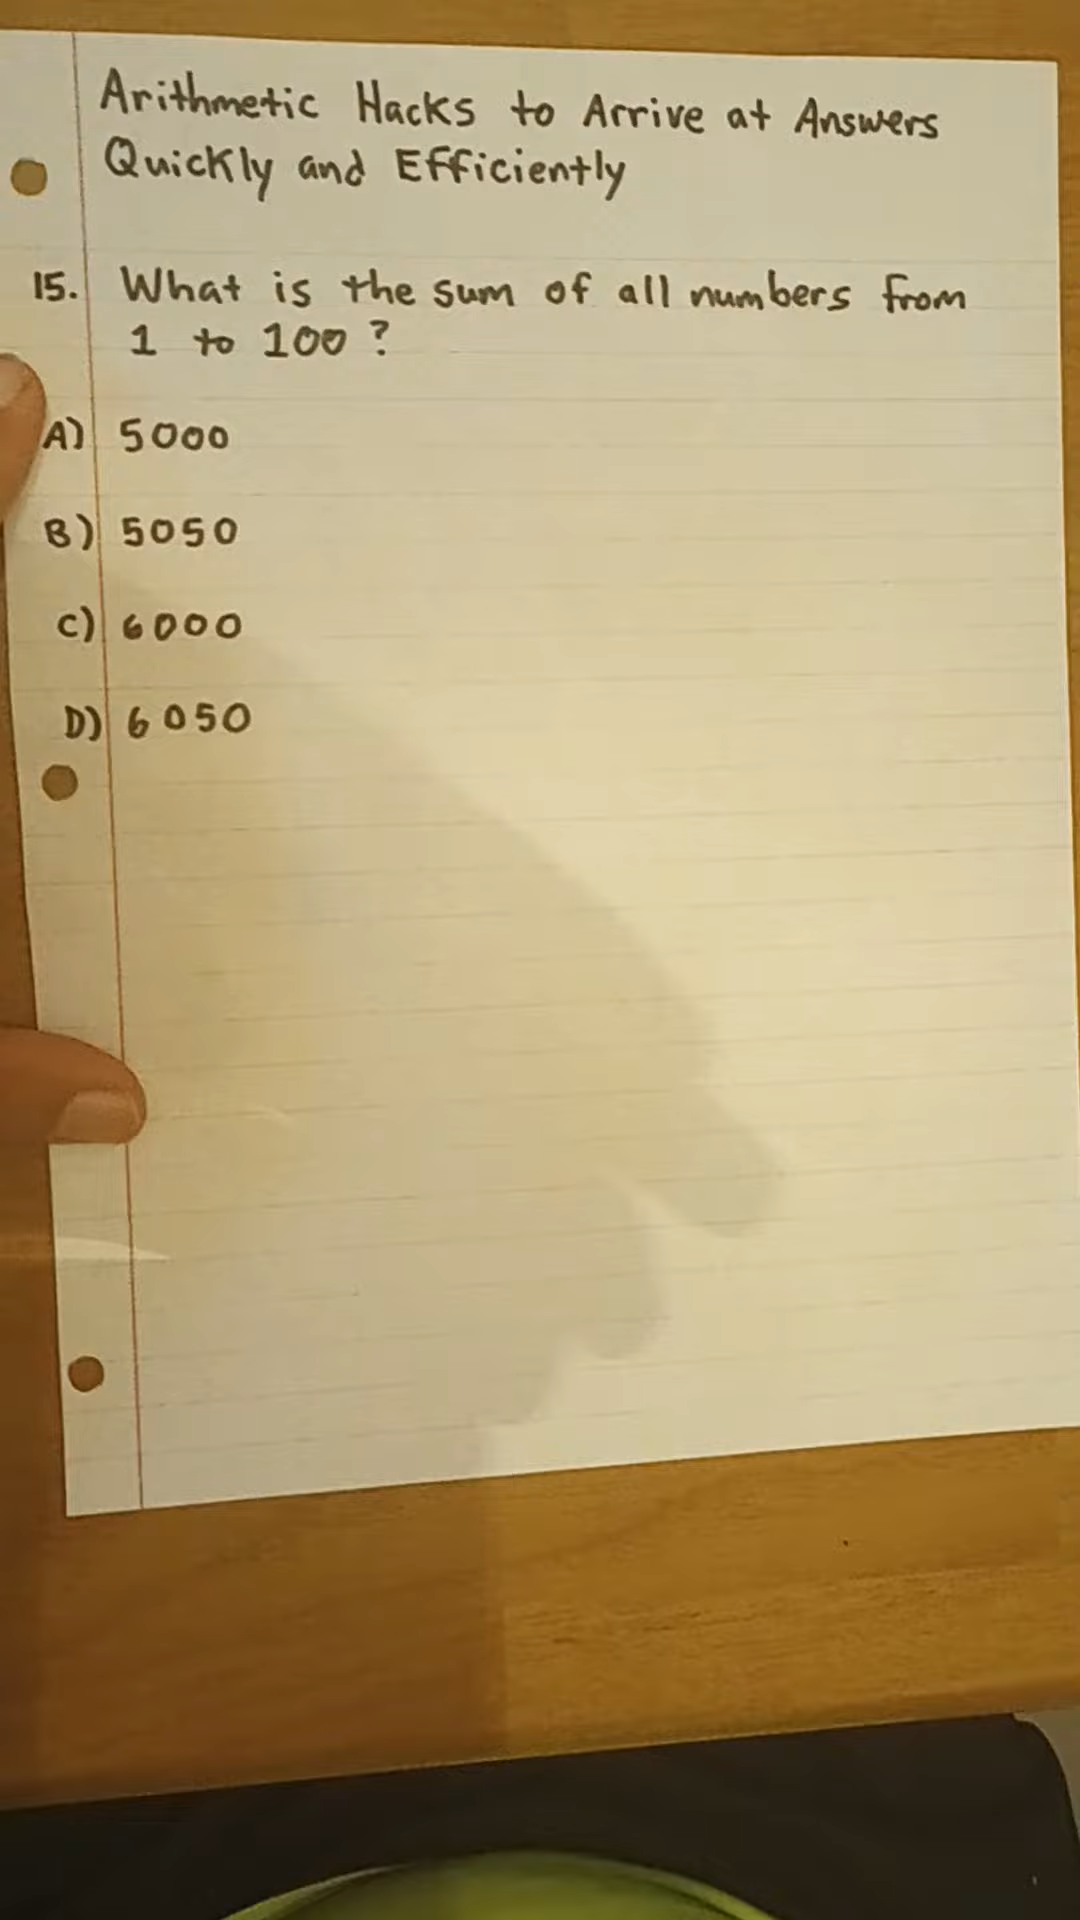 Arithmetic Hacks to Arrive at Answers
Quickly and Efficiently
15. What is the sum of all numbers from
1 to 100 ?
A) 5000
B) 5050
C) 6000
D) 6050